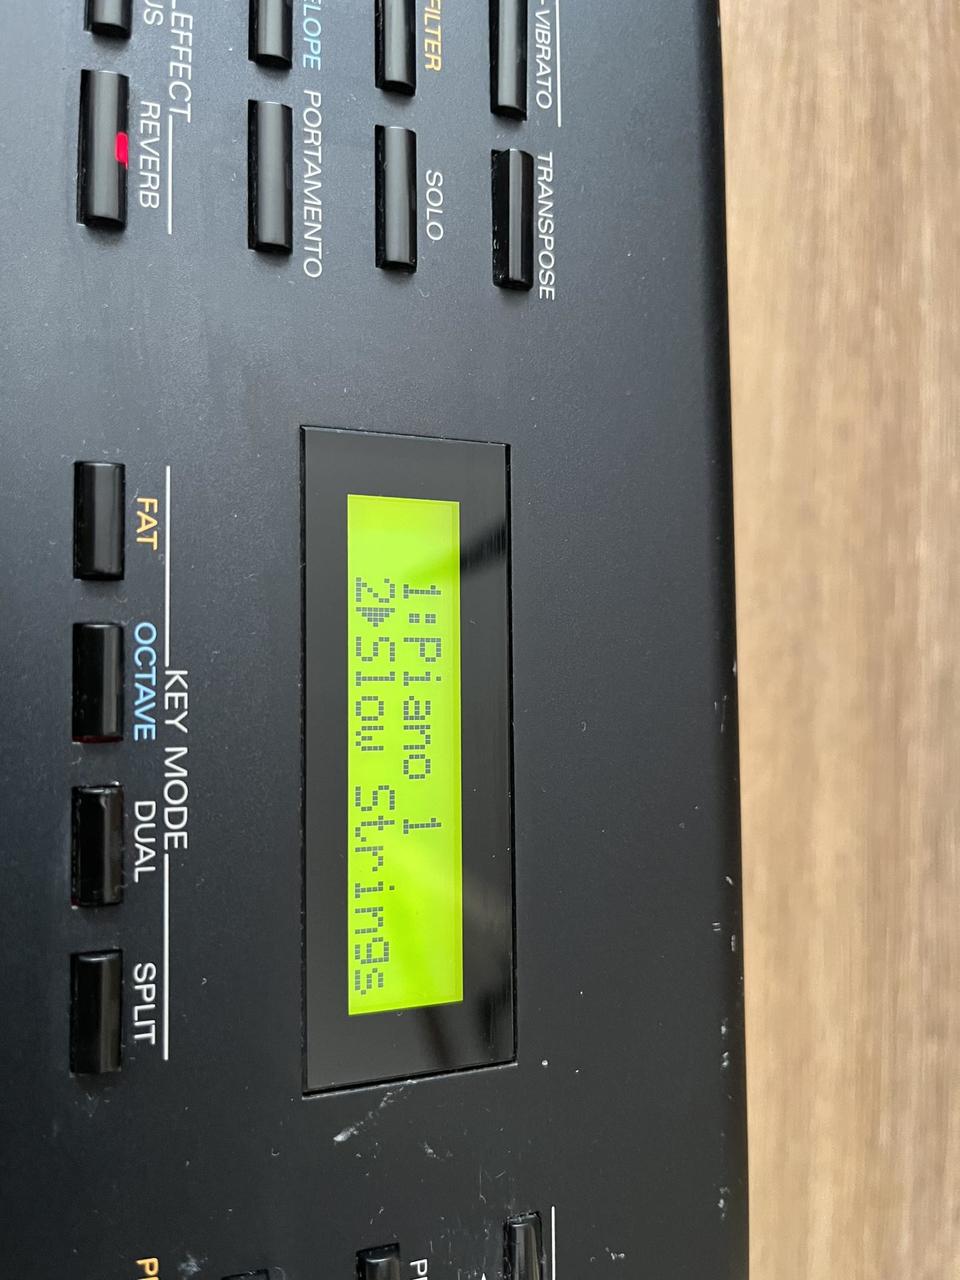 VIBRATO
TRANSPOSE
FILTER
SOLO
PORTAMENTO
EFFECT
REVERB
1:Piano 1
2♦Slow Strings
KEY MODE
FAT OCTAVE DUAL SPLIT